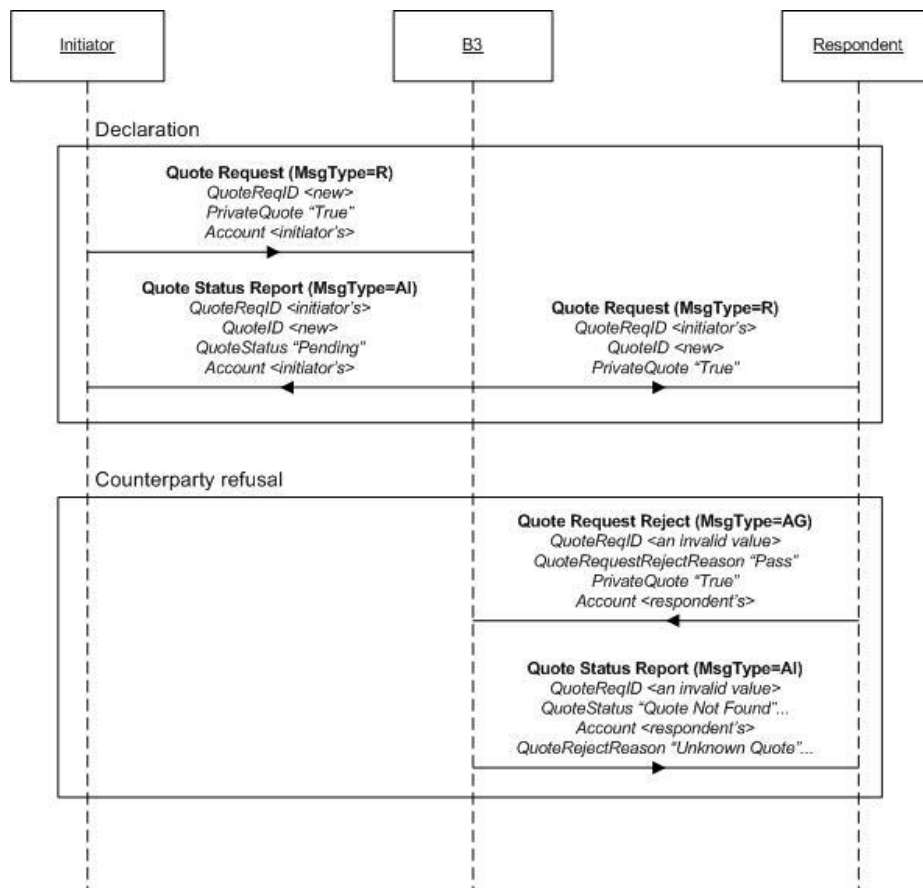 Initiator
B3
Respondent
Declaration
Quote Request (MsgType=R)
QuoteReqID <new>
PrivateQuote “True”
Account <initiator’s>
Quote Status Report (MsgType=AI)
QuoteReqID <initiator’s>
QuoteID <new>
QuoteStatus “Pending”
Account <initiator’s>
Quote Request (MsgType=R)
QuoteReqID <initiator’s>
QuoteID <new>
PrivateQuote “True”
Counterparty refusal
Quote Request Reject (MsgType=AG)
QuoteReqID <an invalid value>
QuoteRequestRejectReason “Pass”
PrivateQuote “True”
Account <respondent’s>
Quote Status Report (MsgType=AI)
QuoteReqID <an invalid value>
QuoteStatus “Quote Not Found”...
Account <respondent’s>
QuoteRejectReason “Unknown Quote”...